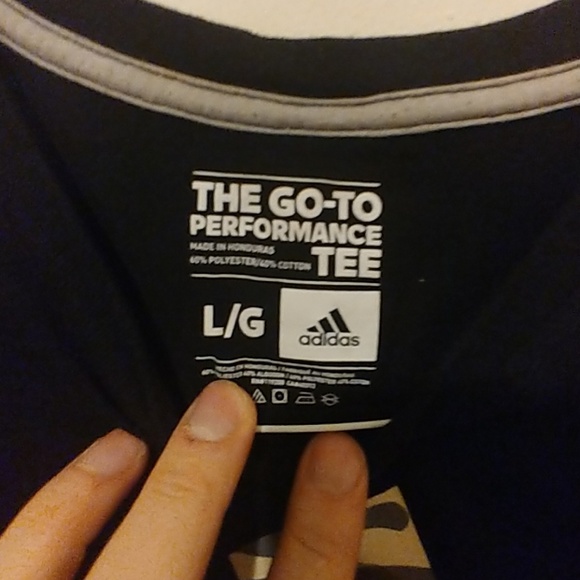 THE GO-TO
PERFORMANCE
MADE IN HONDURAS
60% POLYESTER/40% COTTON
TEE
L/G
adidas